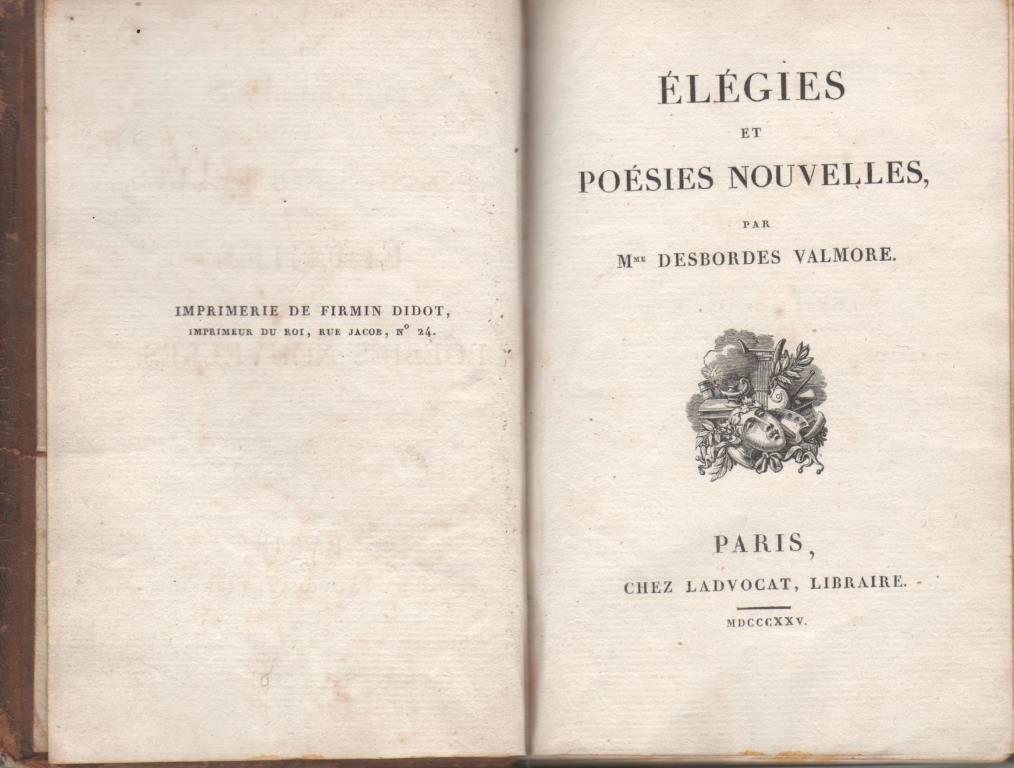 IMPRIMERIE DE FIRMIN DIDOT,
IMPRIMEUR DU ROI, RUE JACOB, Nº 24.
ÉLÉGIES
ET
POÉSIES NOUVELLES,
PAR
Mᴹᴱ DESBORDES VALMORE.
PARIS,
CHEZ LADVOCAT, LIBRAIRE.
MDCCCXXV.